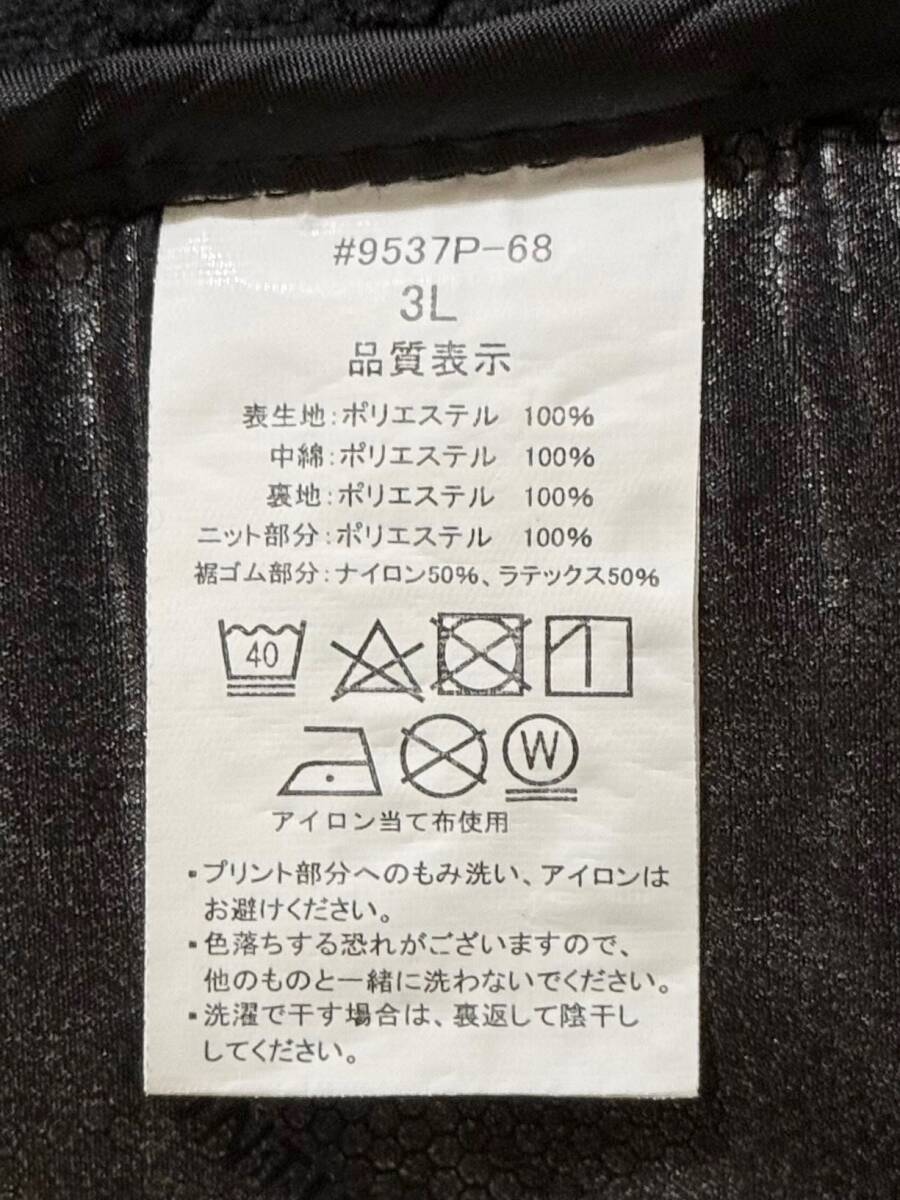 #9537P-68
3L
品質表示
表生地：ポリエステル 100%
中綿：ポリエステル 100%
裏地：ポリエステル 100%
ニット部分：ポリエステル 100%
裾ゴム部分：ナイロン50%、ラテックス50%
40
W
アイロン当て布使用
▪プリント部分へのもみ洗い、アイロンは
お避けください。
▪色落ちする恐れがございますので、
他のものと一緒に洗わないでください。
▪洗濯で干す場合は、裏返して陰干し
してください。